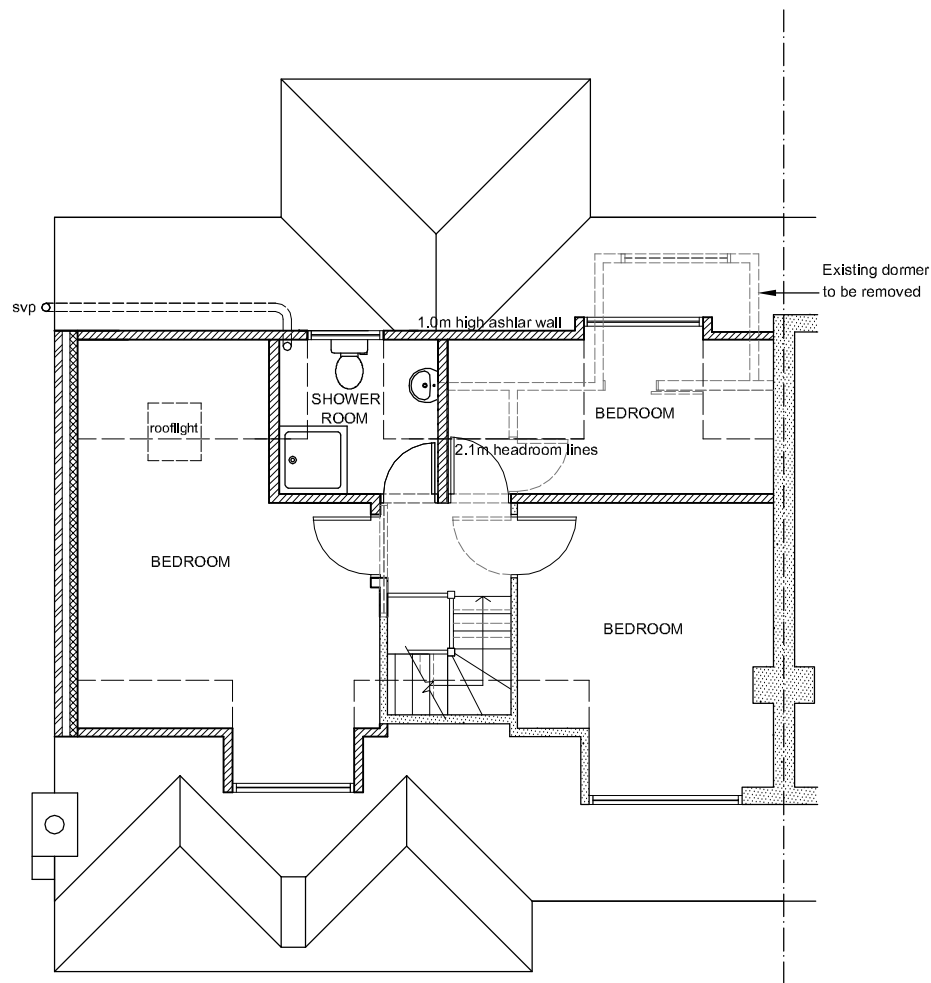 Existing dormer
to be removed
svp
1.0m high ashlar wall
SHOWER
ROOM
BEDROOM
rooflight
2.1m headroom lines
BEDROOM
BEDROOM